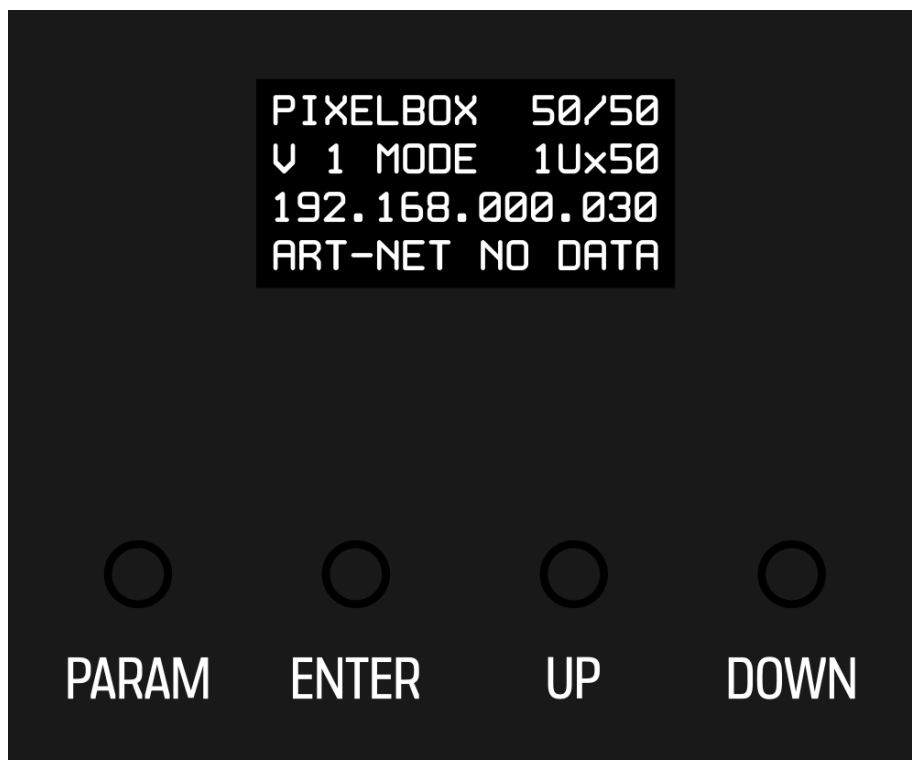 PIXELBOX 50/50
V 1 MODE 1Ux50
192.168.000.030
ART-NET NO DATA
PARAM ENTER UP DOWN